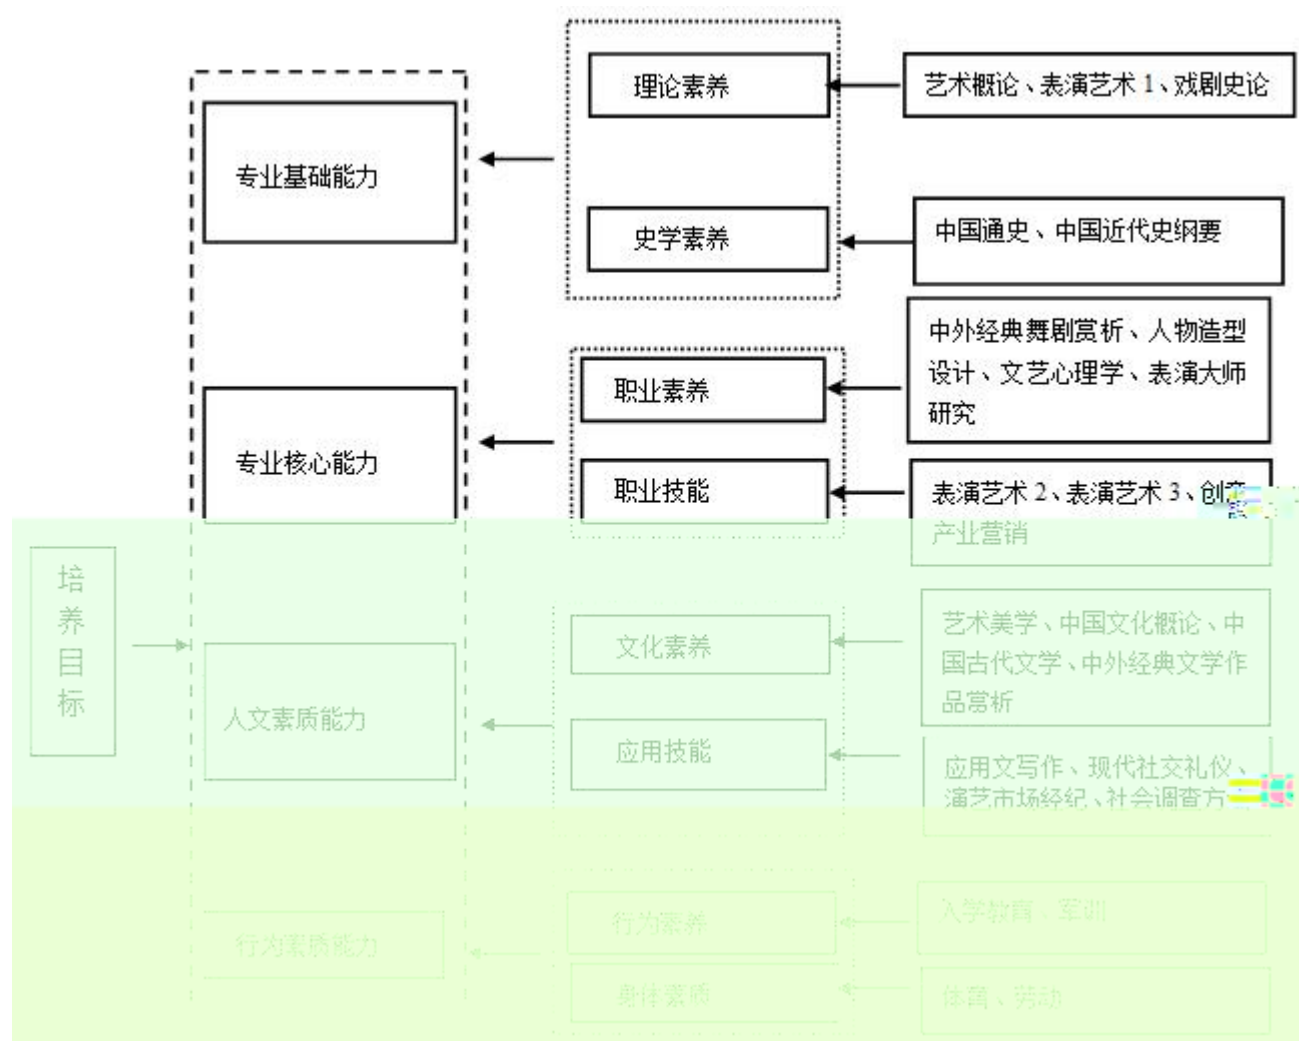 理论素养
艺术概论、表演艺术 1、戏剧史论
专业基础能力
史学素养
中国通史、中国近代史纲要
中外经典舞剧赏析、人物造型
设计、文艺心理学、表演大师
研究
职业素养
专业核心能力
职业技能
表演艺术 2、表演艺术 3、创意
产业营销
培
养
目
标
文化素养
艺术美学、中国文化概论、中
国古代文学、中外经典文学作
品赏析
人文素质能力
应用技能
应用文写作、现代社交礼仪、
演艺市场经纪、社会调查方
行为素养
入学教育、军训
行为素质能力
身体素质
体育、劳动